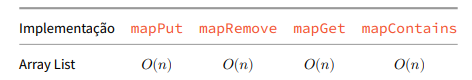 Implementação mapPut mapRemove mapGet mapContains
Array List O(n) O(n) O(n) O(n)